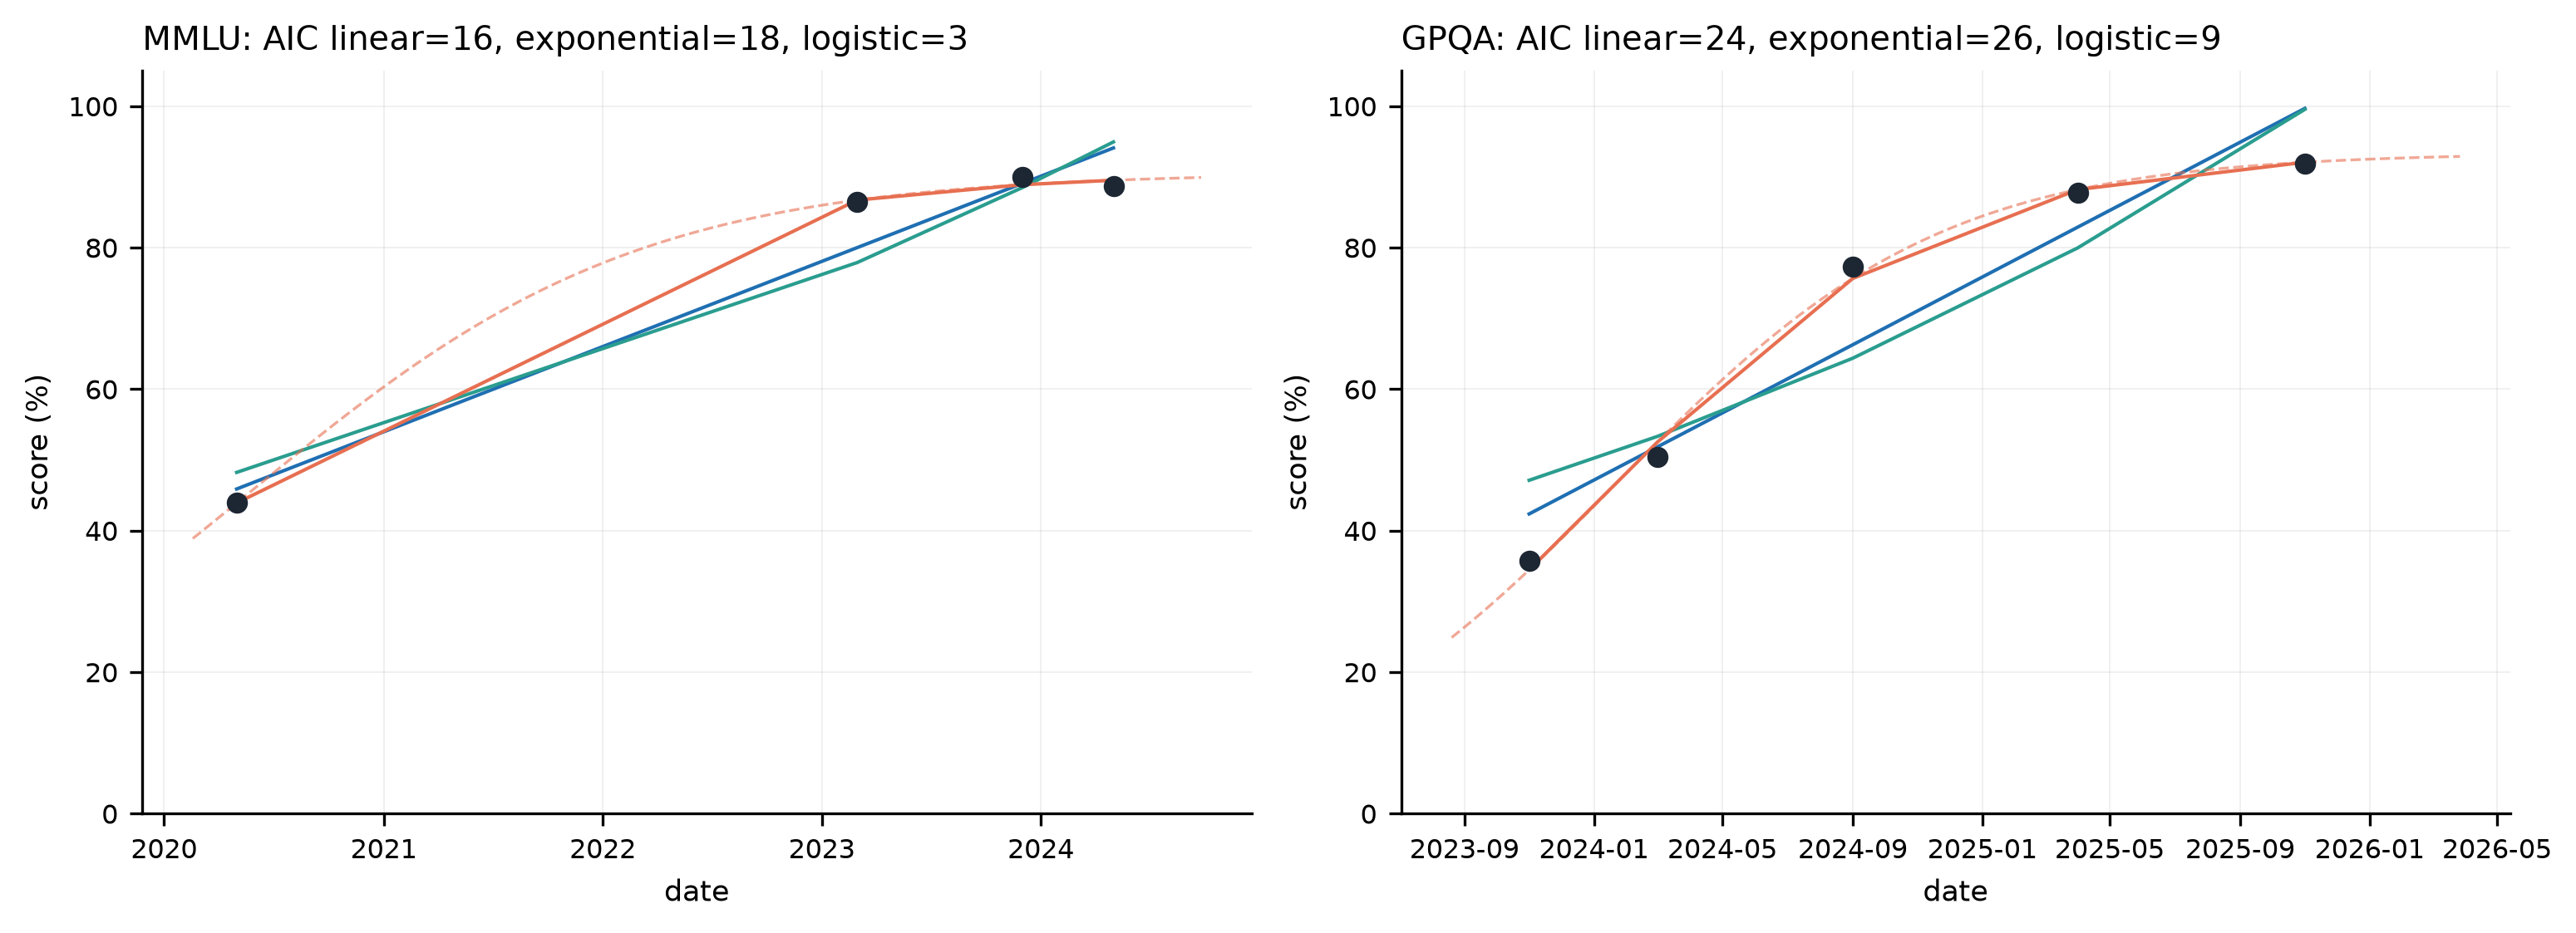 MMLU: AIC linear=16, exponential=18, logistic=3
100
80
60
40
20
0
score (%)
2020 2021 2022 2023 2024
date
GPQA: AIC linear=24, exponential=26, logistic=9
100
80
60
40
20
0
score (%)
2023-09 2024-01 2024-05 2024-09 2025-01 2025-05 2025-09 2026-01 2026-05
date